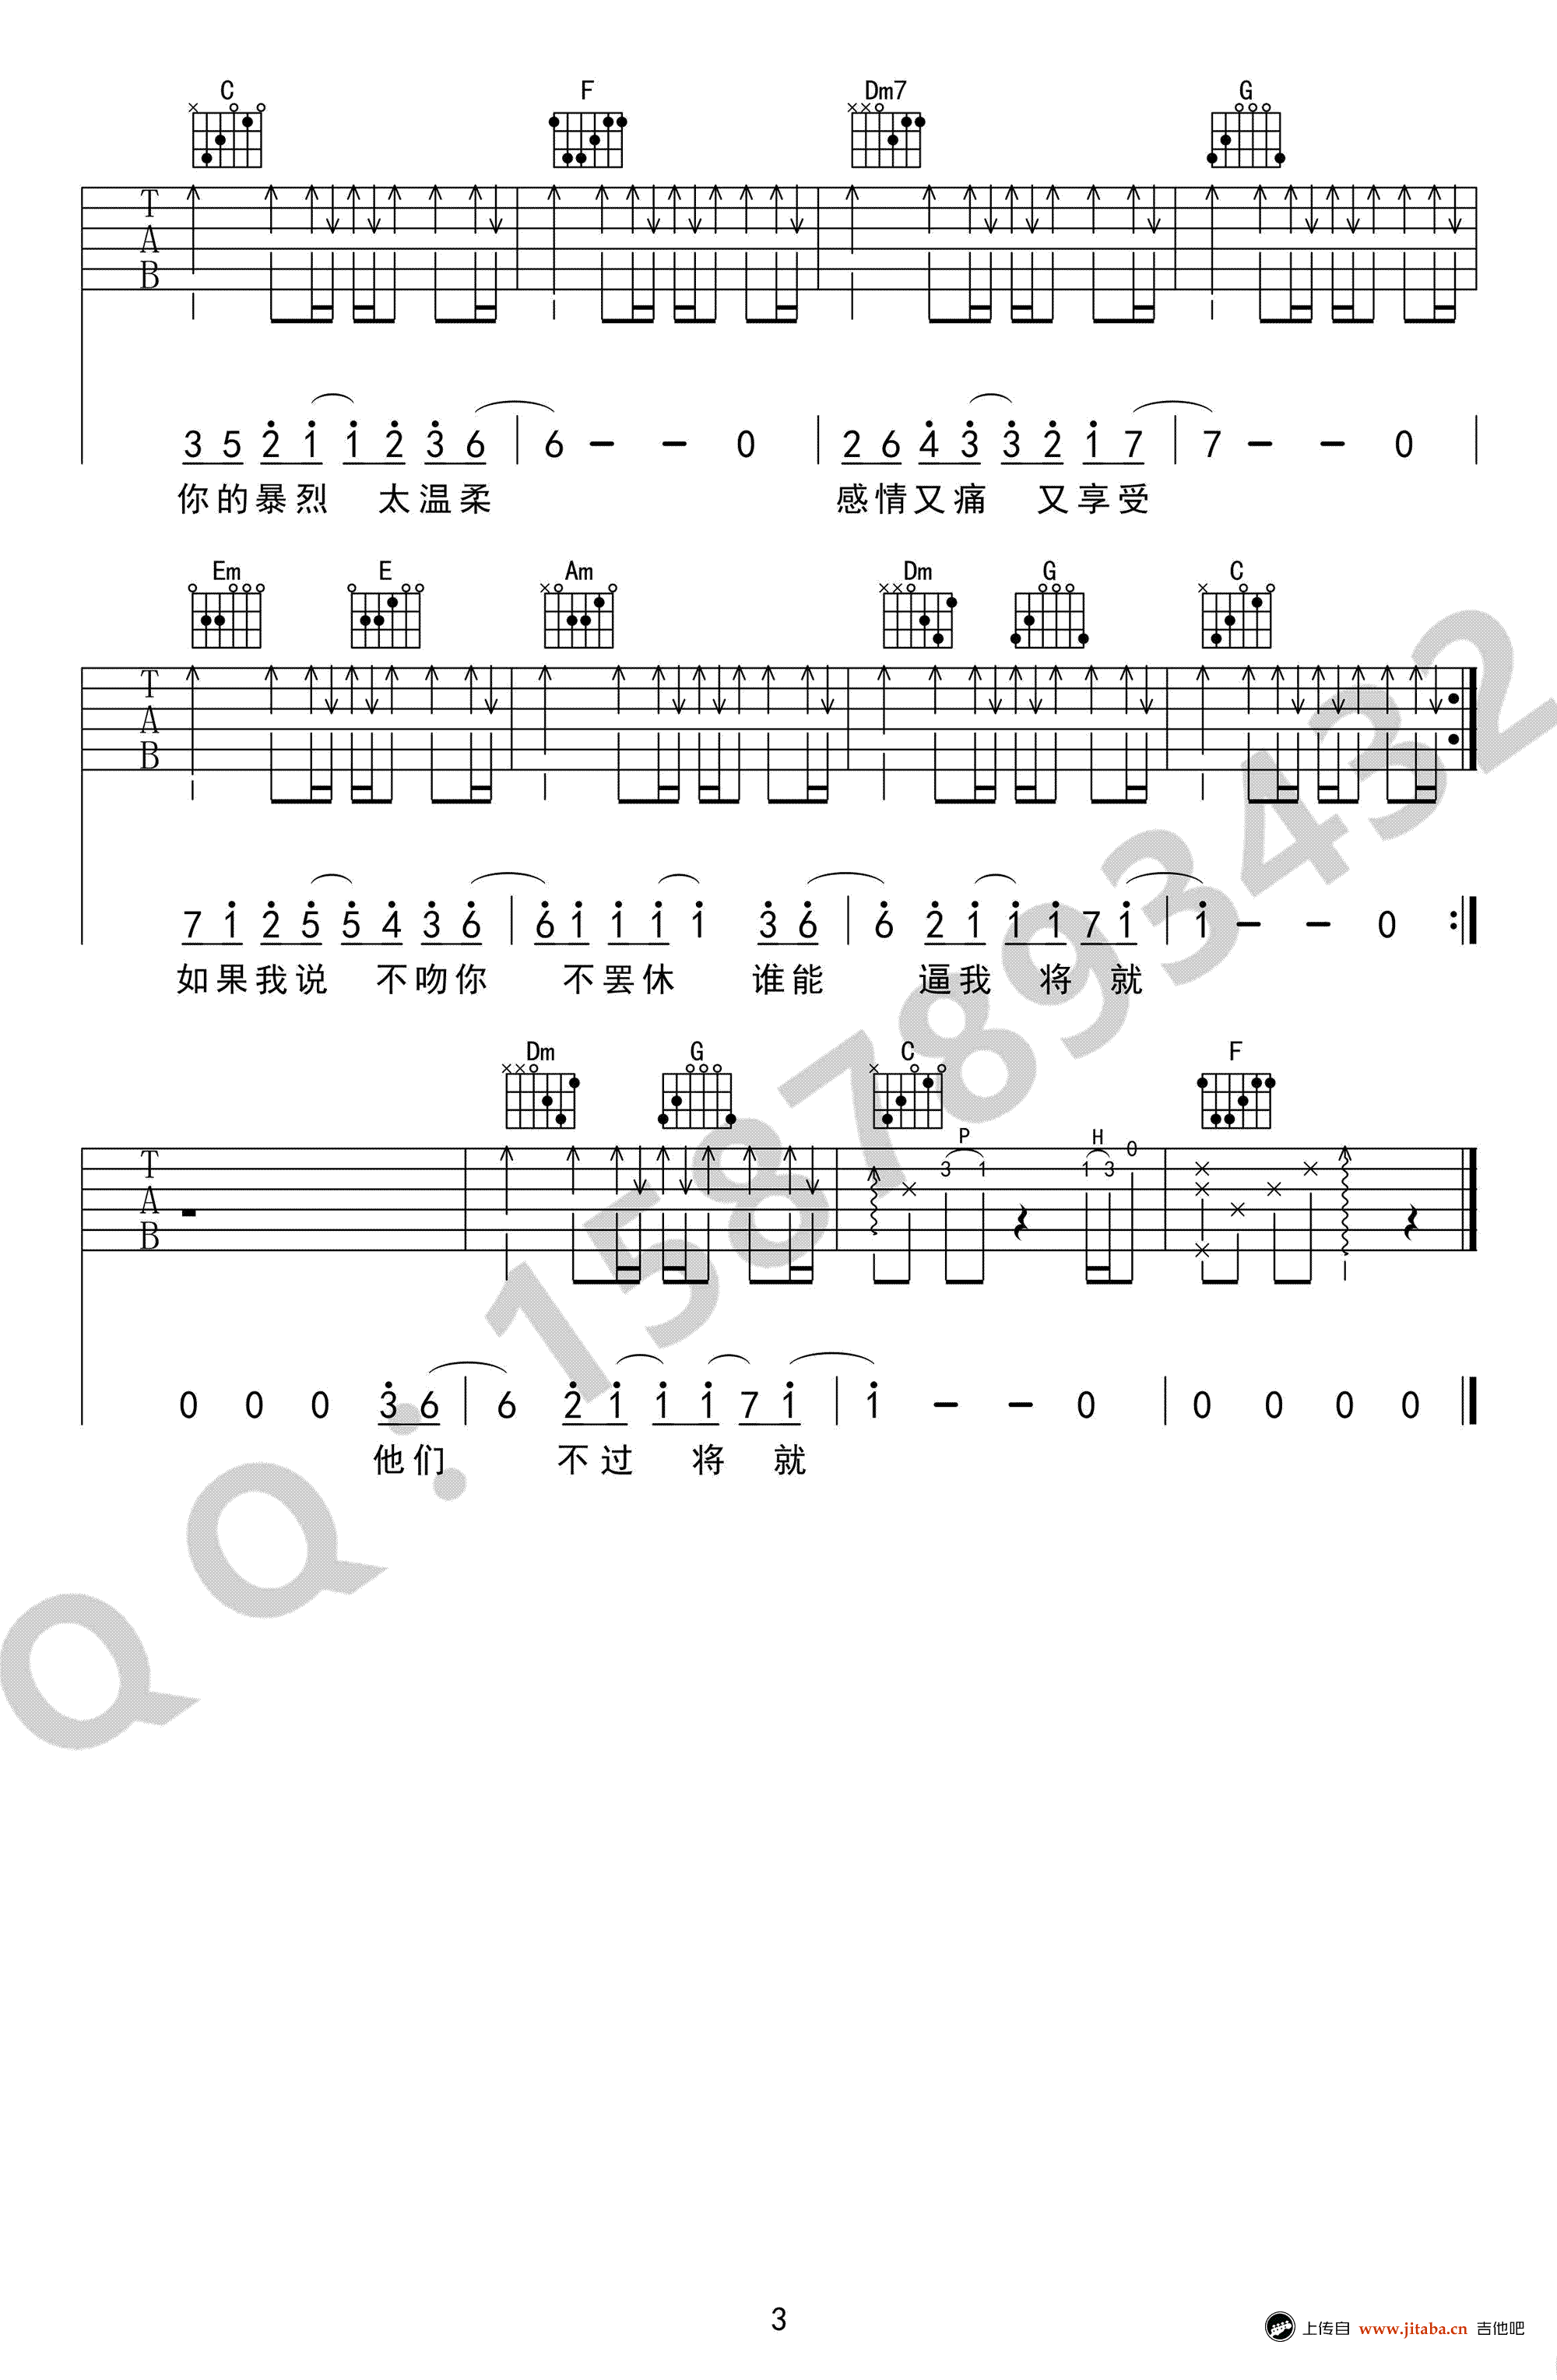 C F Dm7 G
T
A
B
3 5 2 1 1 2 3 6 | 6 - - 0 | 2 6 4 3 3 2 1 7 | 7 - - 0 |
你的暴烈 太温柔 感情又痛 又享受
Em E Am Dm G C
T
A
B
7 1 2 5 5 4 3 6 | 6 1 1 1 1 3 6 | 6 2 1 1 1 7 1 | 1 - - 0 :|
如果我说 不吻你 不罢休 谁能 逼我 将 就
Dm G C F
P H
3 1 1 3 0
T
A
B
0 0 0 3 6 | 6 2 1 1 1 7 1 | 1 - - 0 | 0 0 0 0
他们 不过 将 就
QQ:1587893432
3
上传自 www.jitaba.cn 吉他吧